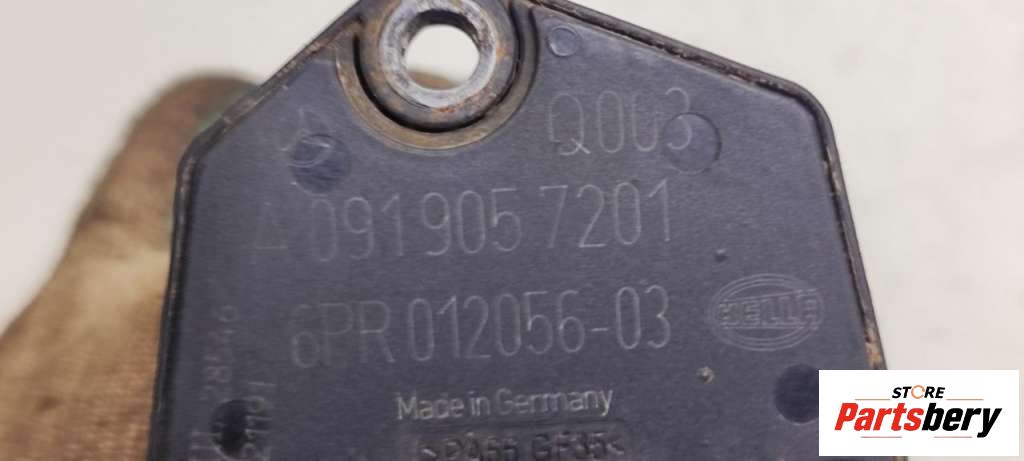 Q003
A 091 905 7201
6PR 012056-03
HELLA
Made in Germany
>PA66 GF35<
STORE
Partsbery